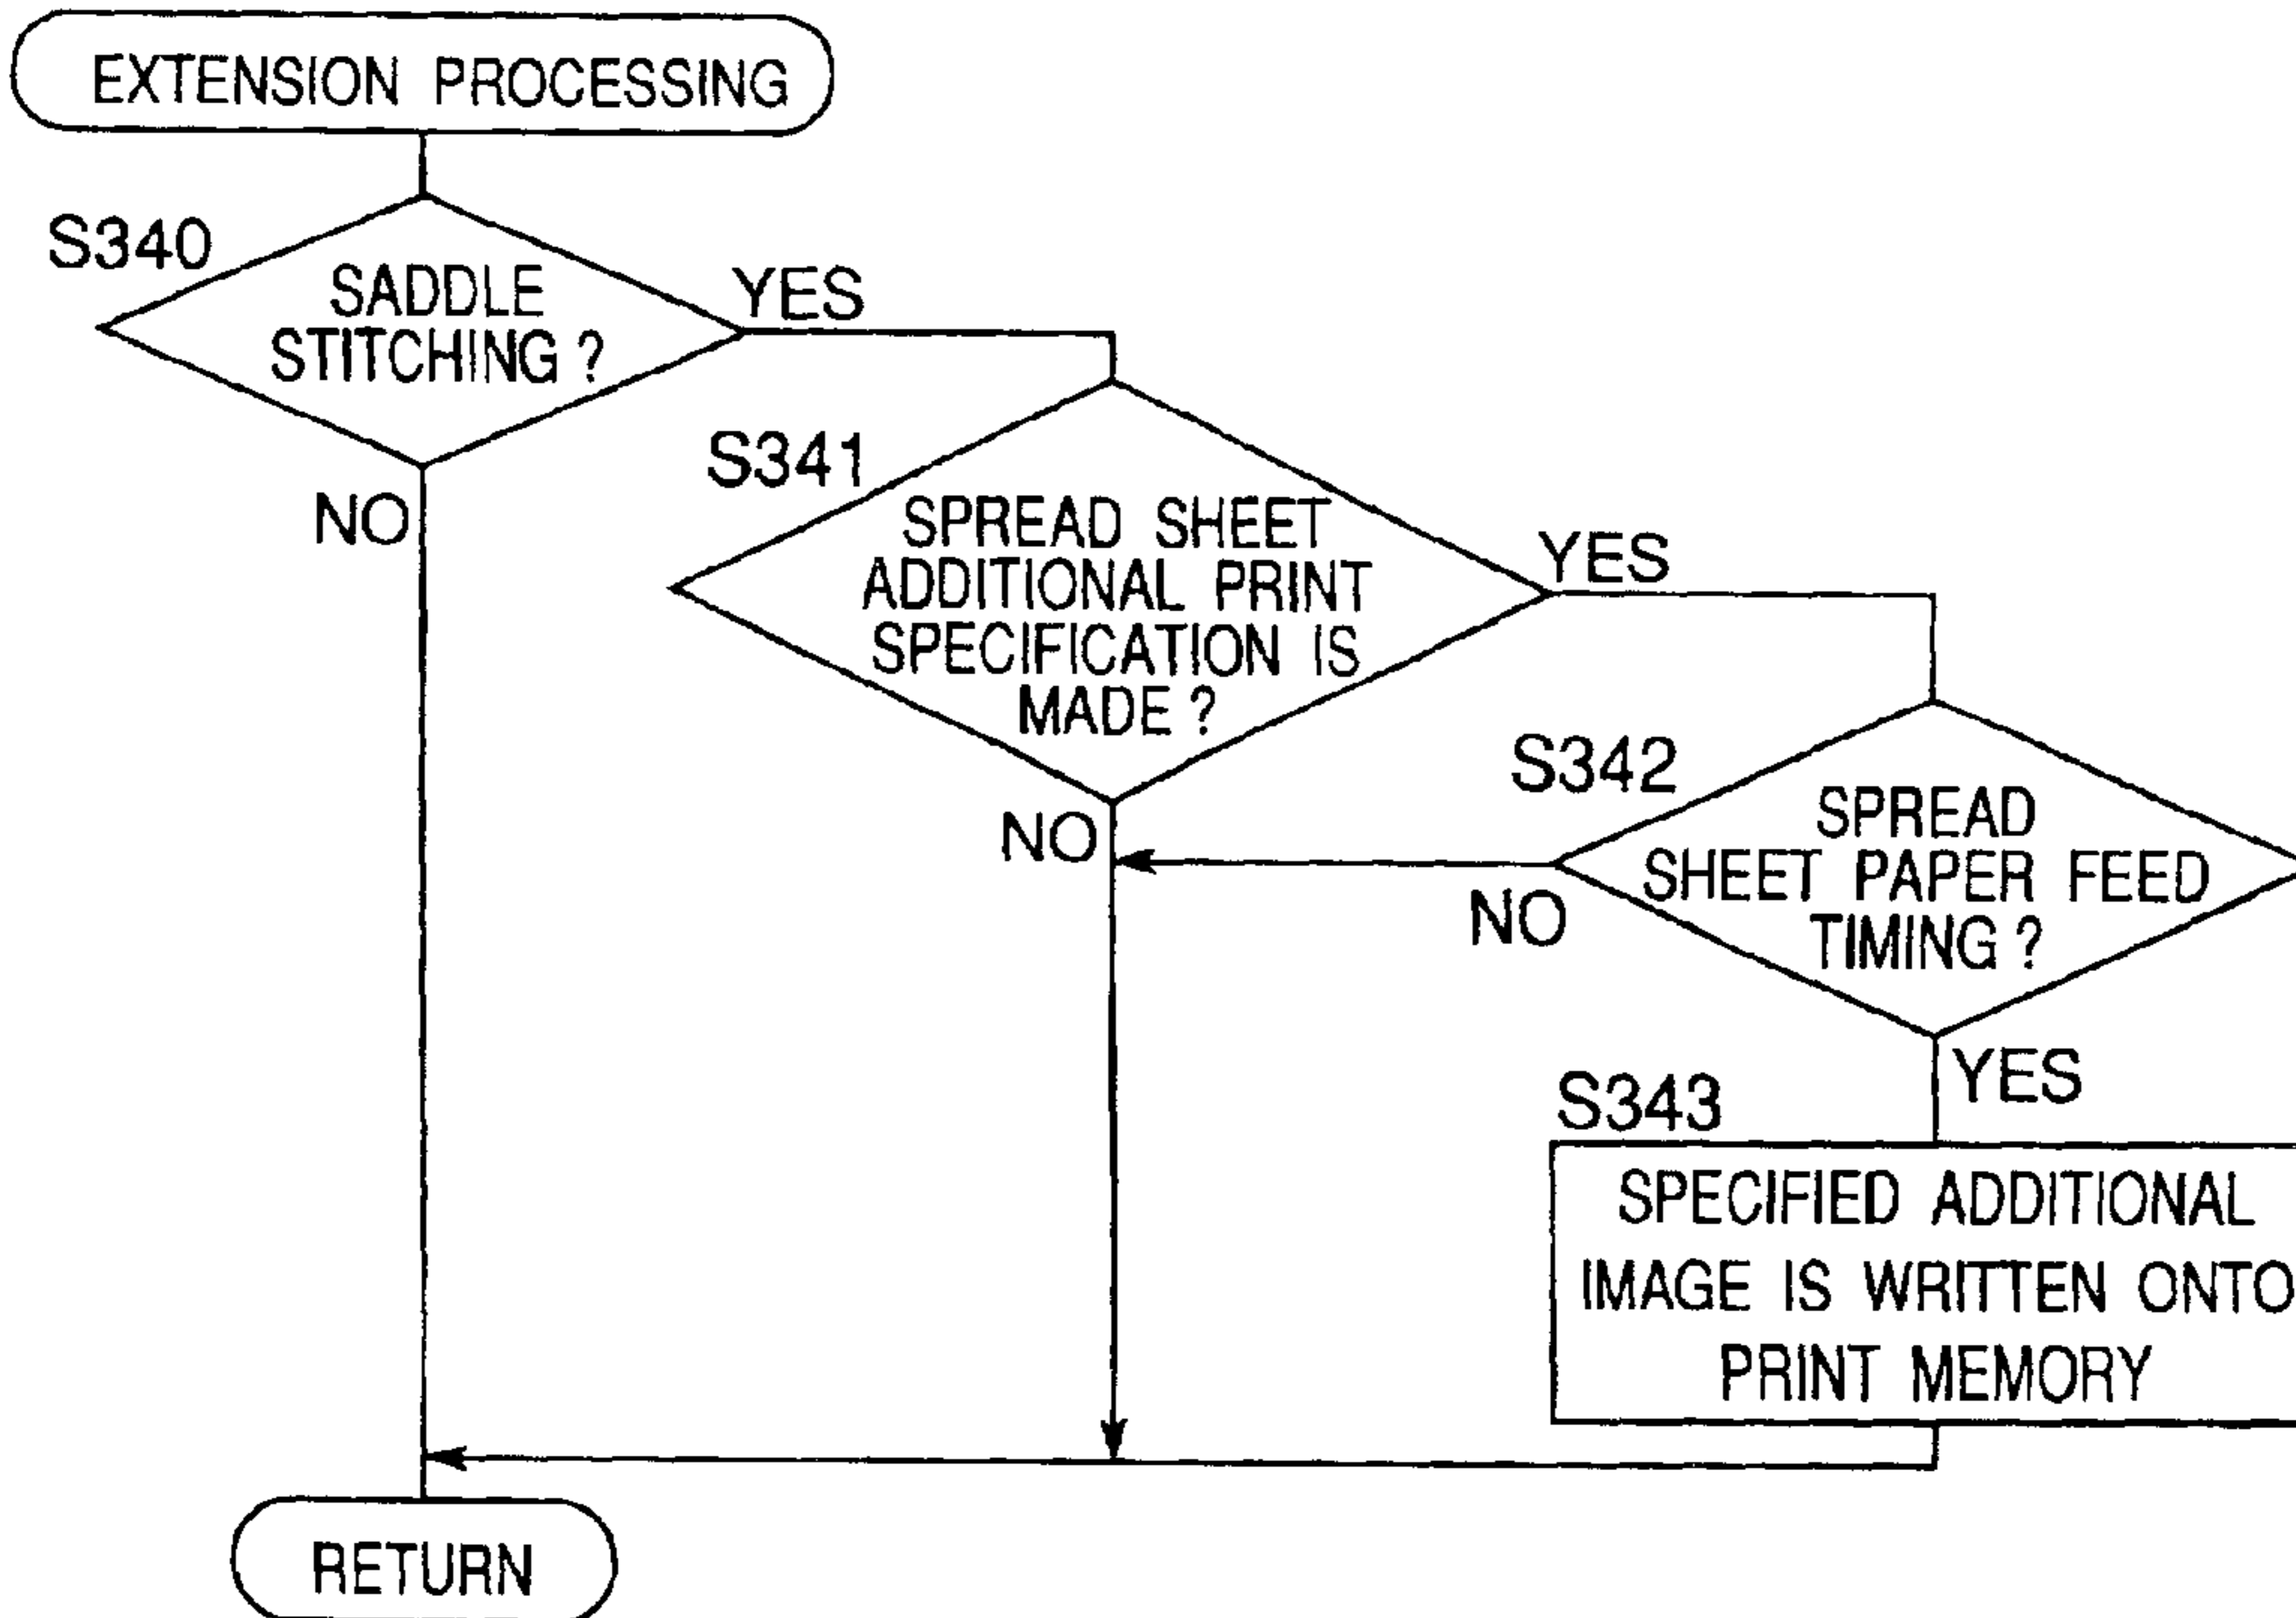 EXTENSION PROCESSING
S340
SADDLE
STITCHING ?
YES
NO
S341
SPREAD SHEET
ADDITIONAL PRINT
SPECIFICATION IS
MADE ?
YES
NO
S342
SPREAD
SHEET PAPER FEED
TIMING ?
NO
YES
S343
SPECIFIED ADDITIONAL
IMAGE IS WRITTEN ONTO
PRINT MEMORY
RETURN